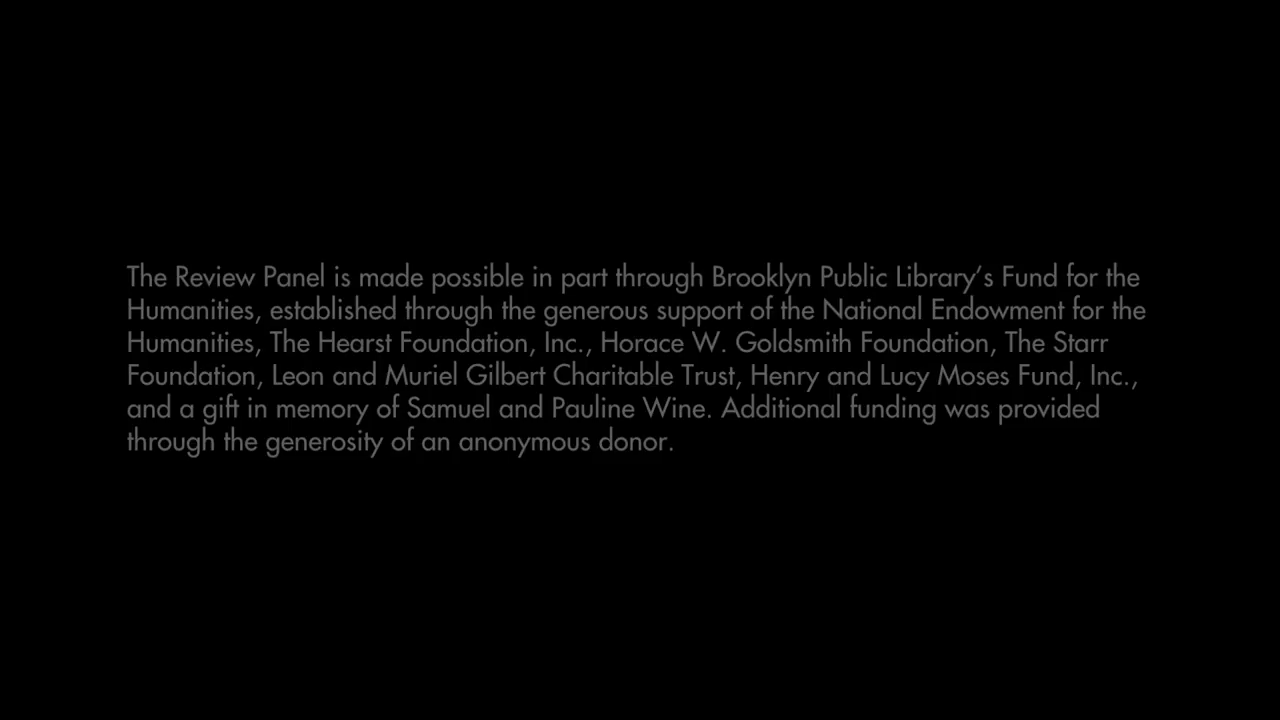 The Review Panel is made possible in part through Brooklyn Public Library’s Fund for the
Humanities, established through the generous support of the National Endowment for the
Humanities, The Hearst Foundation, Inc., Horace W. Goldsmith Foundation, The Starr
Foundation, Leon and Muriel Gilbert Charitable Trust, Henry and Lucy Moses Fund, Inc.,
and a gift in memory of Samuel and Pauline Wine. Additional funding was provided
through the generosity of an anonymous donor.